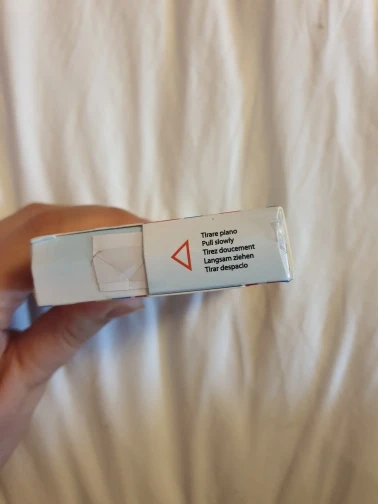 Tirare piano
Pull slowly
Tirez doucement
Langsam ziehen
Tirar despacio